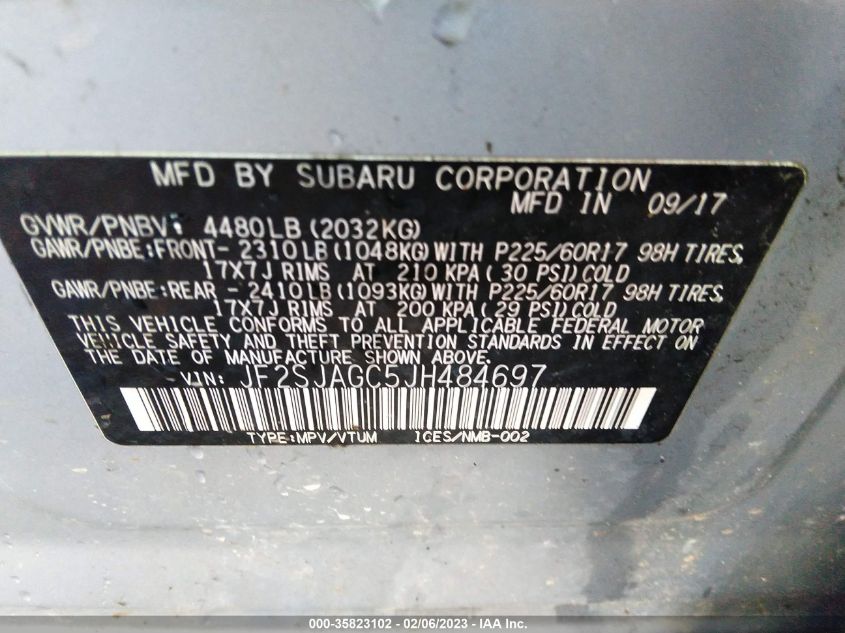 MFD BY SUBARU CORPORATION
MFD IN 09/17
GVWR/PNBV: 4480LB(2032KG)
GAWR/PNBE:FRONT- 2310LB(1048KG)WITH P225/60R17 98H TIRES,
17X7J RIMS AT 210 KPA(30 PSI)COLD
GAWR/PNBE:REAR - 2410LB(1093KG)WITH P225/60R17 98H TIRES,
17X7J RIMS AT 200 KPA(29 PSI)COLD
THIS VEHICLE CONFORMS TO ALL APPLICABLE FEDERAL MOTOR
VEHICLE SAFETY AND THEFT PREVENTION STANDARDS IN EFFECT ON
THE DATE OF MANUFACTURE SHOWN ABOVE.
VIN: JF2SJAGC5JH484697
TYPE:MPV/VTUM ICES/NMB-002
000-35823102 - 02/06/2023 - IAA Inc.